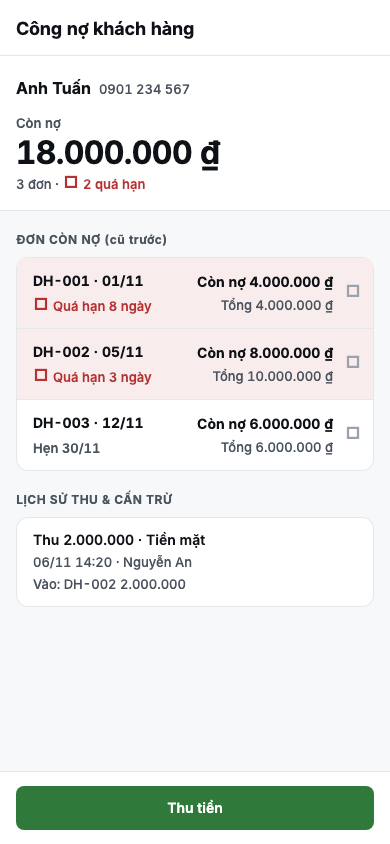 Công nợ khách hàng
Anh Tuấn 0901 234 567
Còn nợ
18.000.000 ₫
3 đơn · 2 quá hạn
ĐƠN CÒN NỢ (cũ trước)
DH-001 · 01/11 Còn nợ 4.000.000 ₫
Quá hạn 8 ngày Tổng 4.000.000 ₫
DH-002 · 05/11 Còn nợ 8.000.000 ₫
Quá hạn 3 ngày Tổng 10.000.000 ₫
DH-003 · 12/11 Còn nợ 6.000.000 ₫
Hẹn 30/11 Tổng 6.000.000 ₫
LỊCH SỬ THU & CẤN TRỪ
Thu 2.000.000 · Tiền mặt
06/11 14:20 · Nguyễn An
Vào: DH-002 2.000.000
Thu tiền